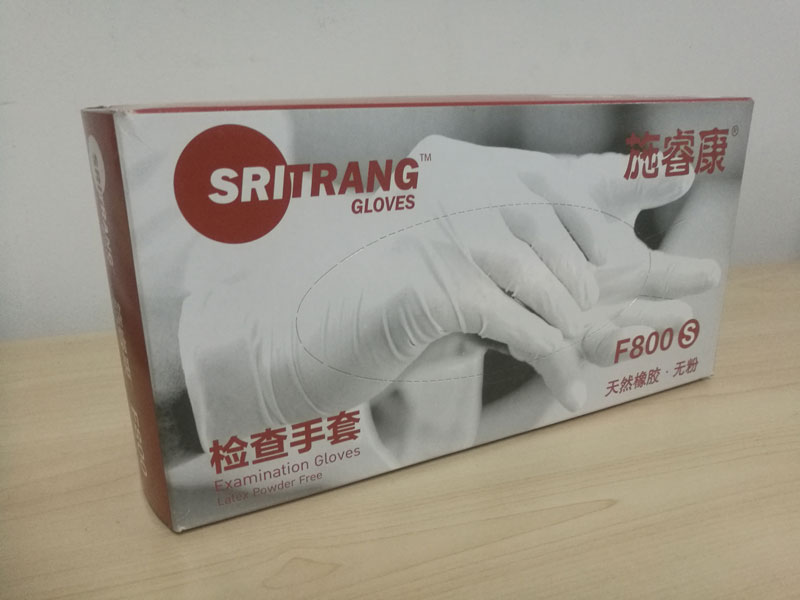 SRITRANG™
GLOVES
施睿康®
F800 S
天然橡胶·无粉
检查手套
Examination Gloves
Latex Powder Free
SRITRANG